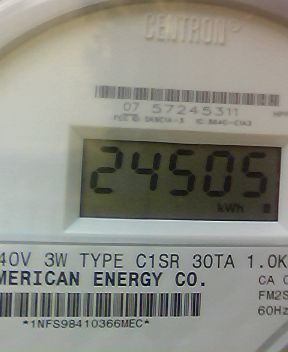 CENTRON®
07 57245311
24505
kWh
40V 3W TYPE C1SR 30TA 1.0K
MERICAN ENERGY CO.
CA 0
FM2S
60Hz
*1NFS98410366MEC*